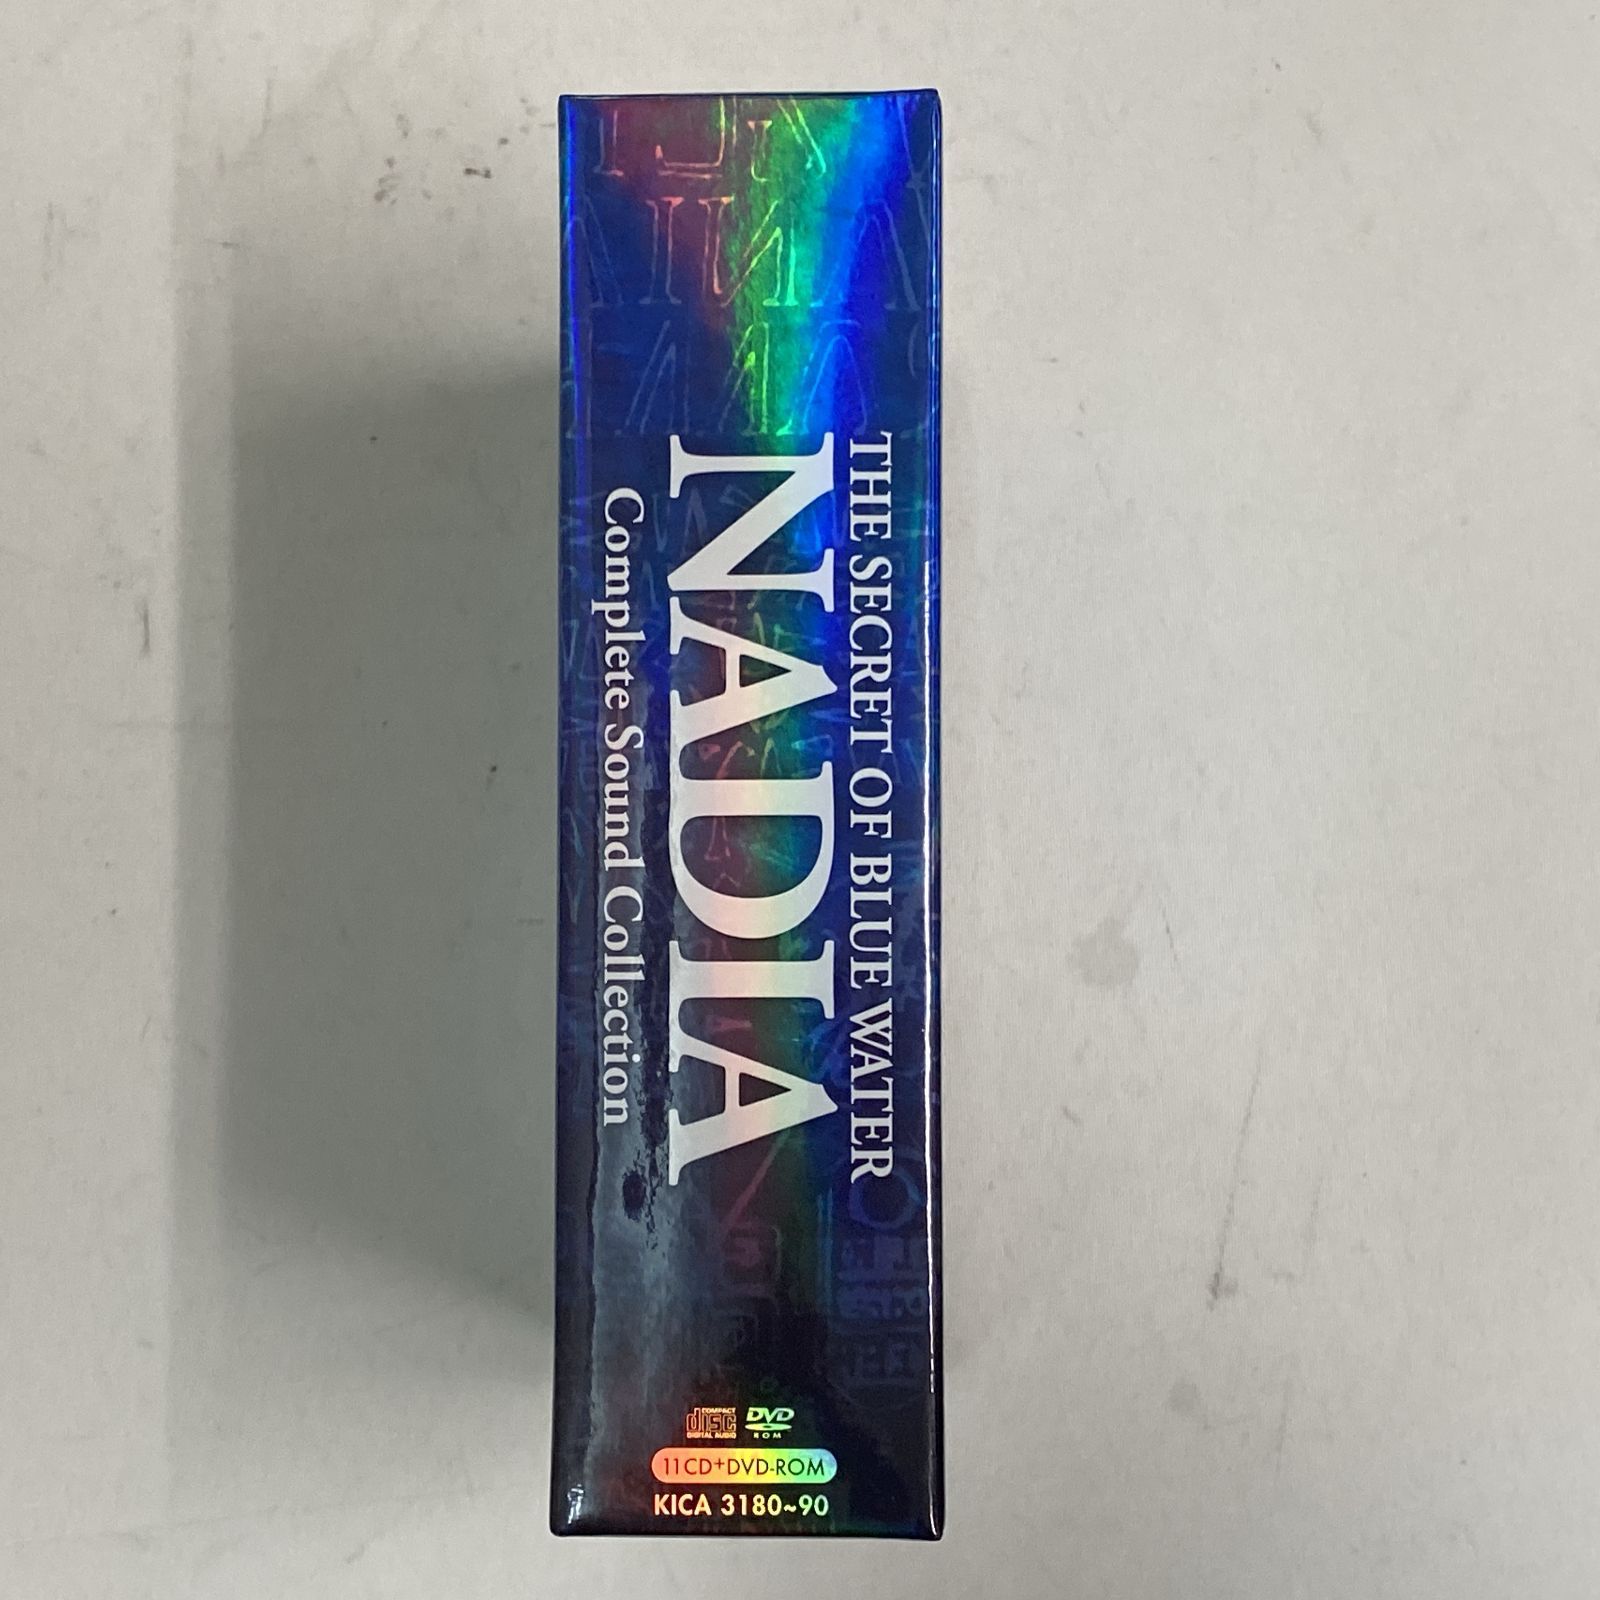 THE SECRET OF BLUE WATER
NADIA
Complete Sound Collection
COMPACT
disc
DIGITAL AUDIO
DVD
ROM
11CD+DVD-ROM
KICA 3180~90